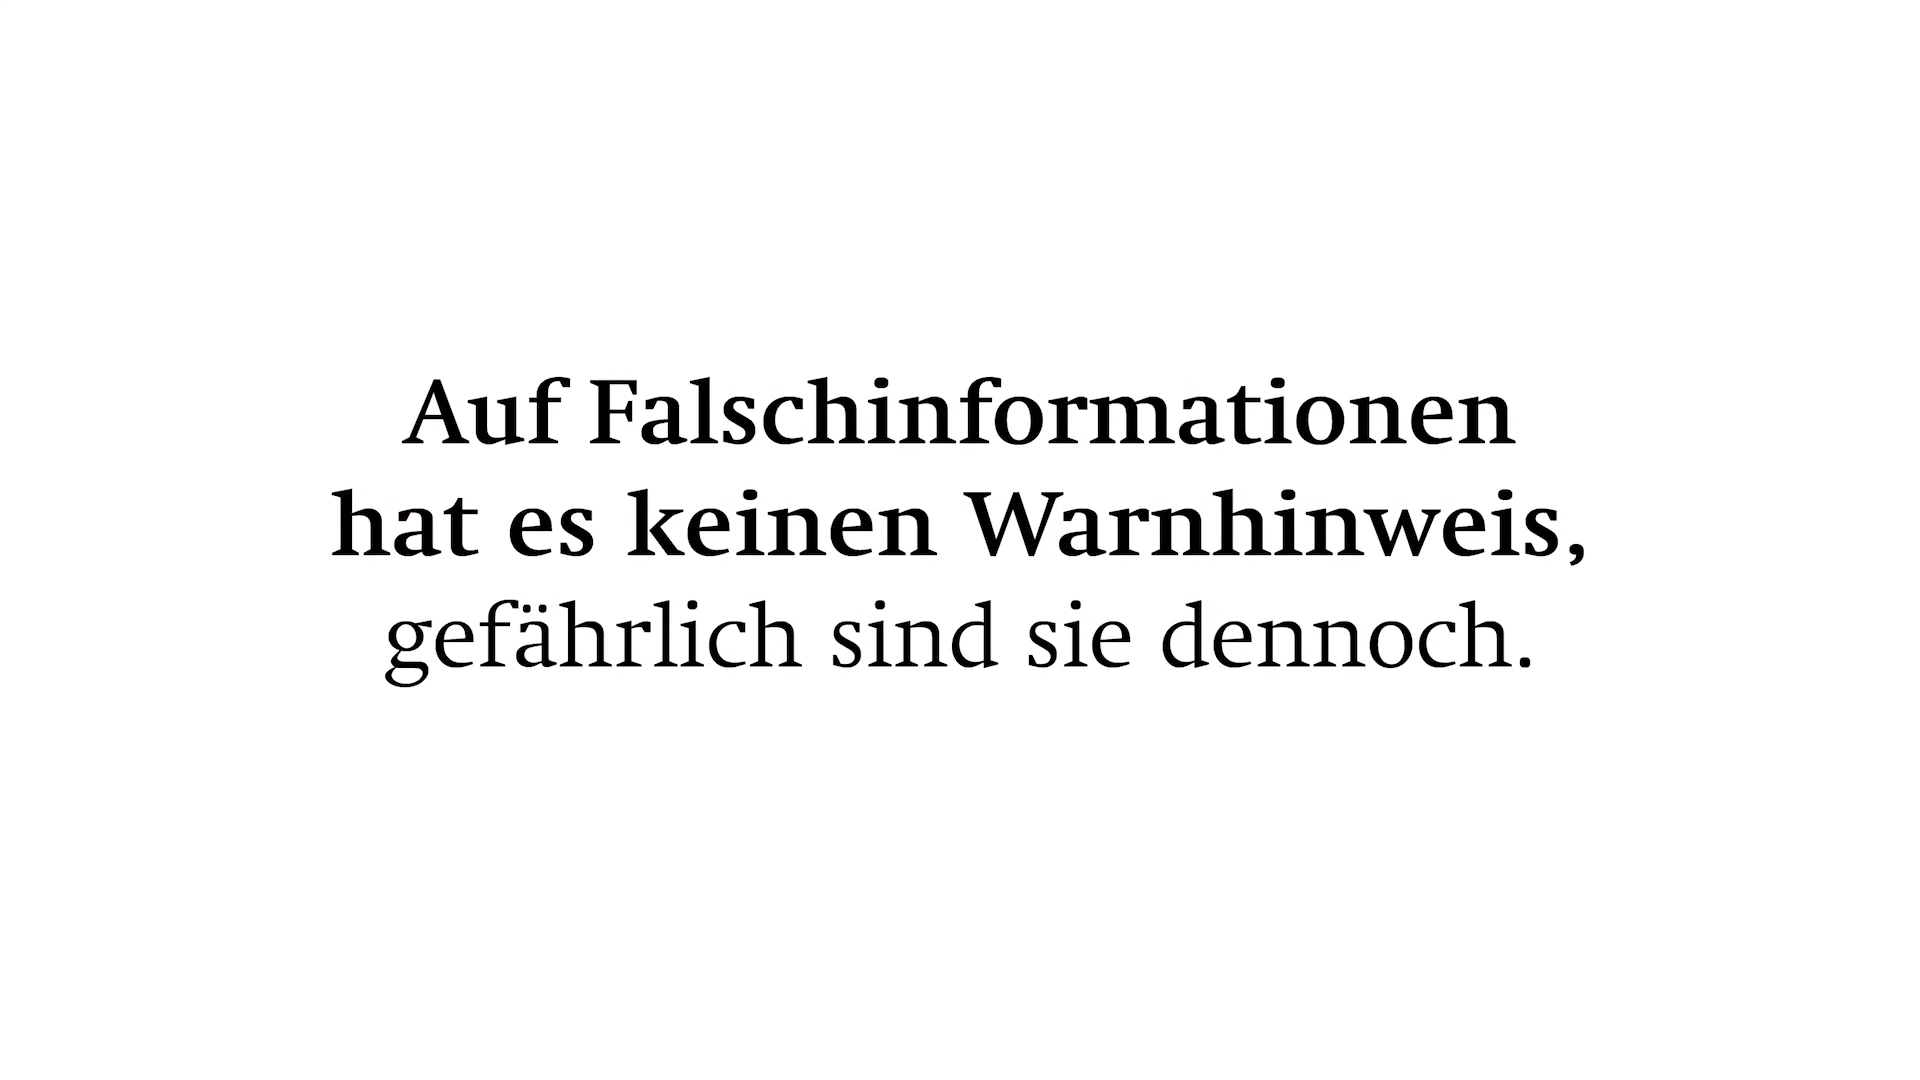 Auf Falschinformationen
hat es keinen Warnhinweis,
gefährlich sind sie dennoch.